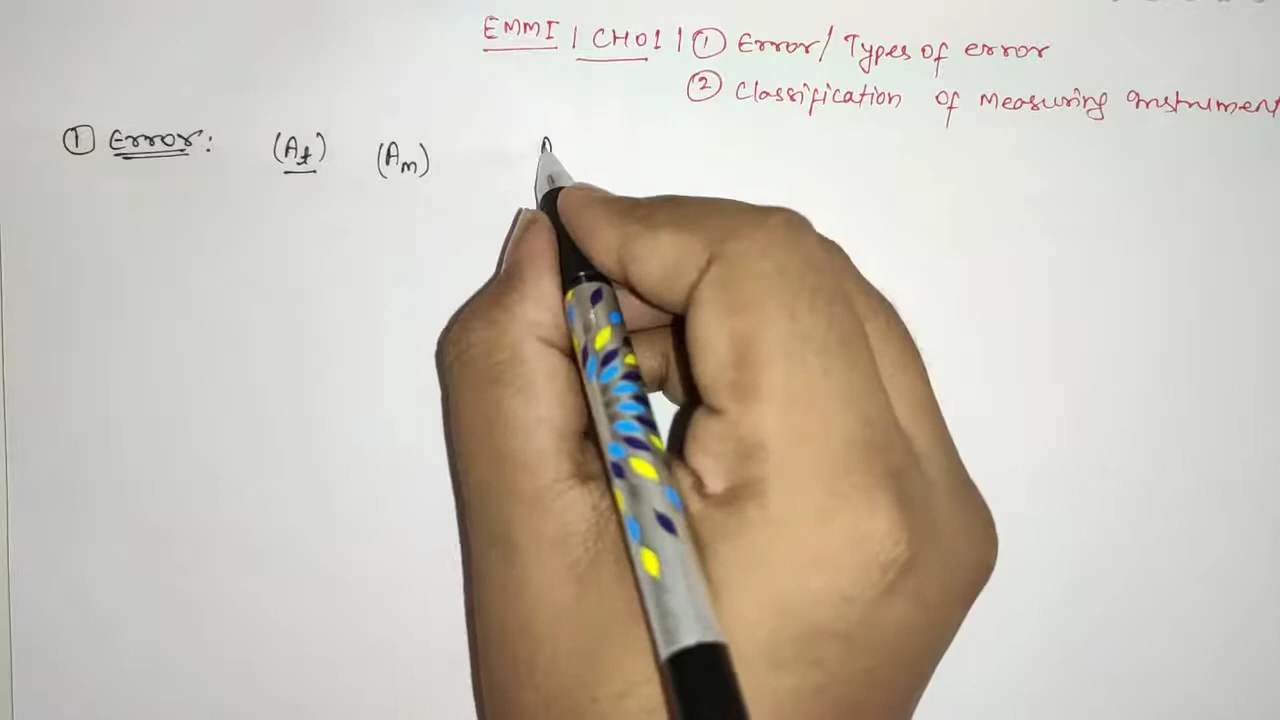 EMMI | CH01 | ① Error/ Types of error
② Classification of Measuring Instrument
① Error: (At) (Am) A